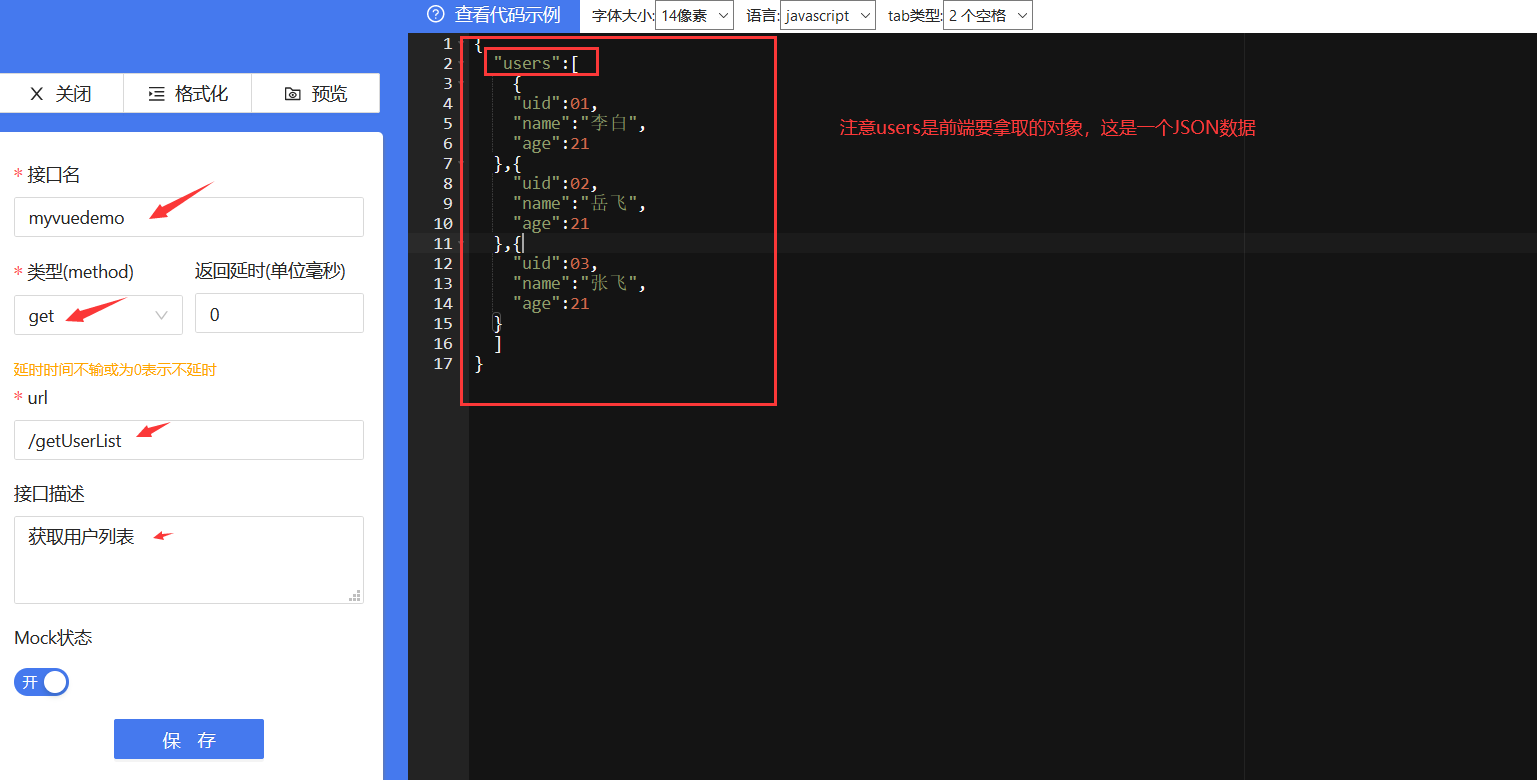 查看代码示例 字体大小: 14像素 语言: javascript tab类型: 2 个空格
关闭 格式化 预览
* 接口名
myvuedemo
* 类型(method) 返回延时(单位毫秒)
get 0
延时时间不输或为0表示不延时
* url
/getUserList
接口描述
获取用户列表
Mock状态
开
保 存
1 {
2 "users":[
3 {
4 "uid":01,
5 "name":"李白",
6 "age":21
7 },{
8 "uid":02,
9 "name":"岳飞",
10 "age":21
11 },{
12 "uid":03,
13 "name":"张飞",
14 "age":21
15 }
16 ]
17 }
注意users是前端要拿取的对象，这是一个JSON数据